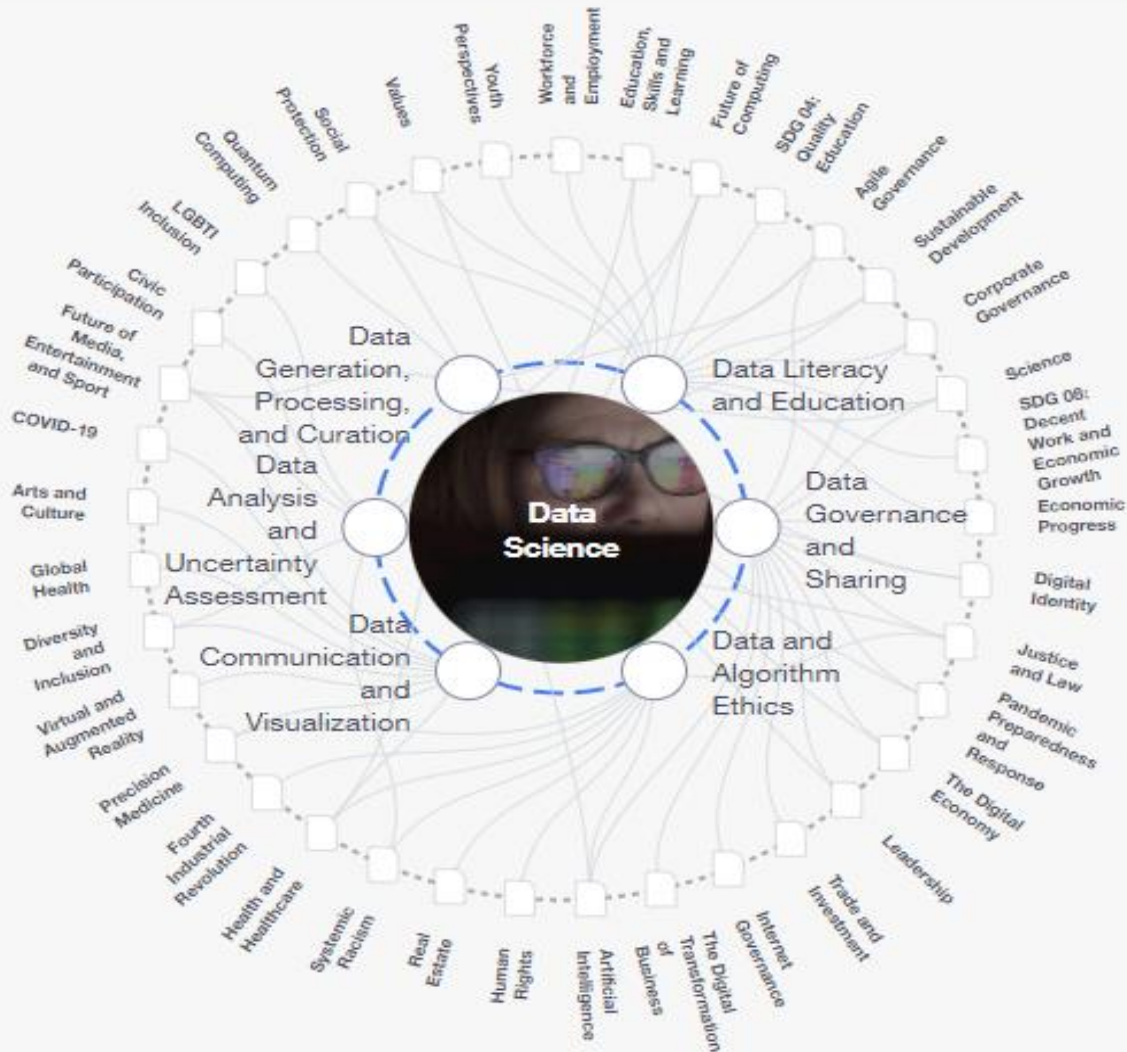 Workforce
and
Employment
Education,
Skills and
Learning
Future of
Computing
SDG 04:
Quality
Education
Agile
Governance
Sustainable
Development
Corporate
Governance
Science
SDG 08:
Decent
Work and
Economic
Growth
Economic
Progress
Digital
Identity
Justice
and Law
Pandemic
Preparedness
and
Response
The Digital
Economy
Leadership
Trade and
Investment
Internet
Governance
The Digital
Transformation
of
Business
Artificial
Intelligence
Human
Rights
Real
Estate
Systemic
Racism
Health and
Healthcare
Fourth
Industrial
Revolution
Precision
Medicine
Virtual and
Augmented
Reality
Diversity
and
Inclusion
Global
Health
Arts and
Culture
COVID-19
Future of
Media,
Entertainment
and Sport
Civic
Participation
LGBTI
Inclusion
Quantum
Computing
Social
Protection
Values
Youth
Perspectives
Data
Generation,
Processing,
and Curation
Data Literacy
and Education
Data
Analysis
and
Uncertainty
Assessment
Data
Science
Data
Governance
and
Sharing
Data
Communication
and
Visualization
Data and
Algorithm
Ethics